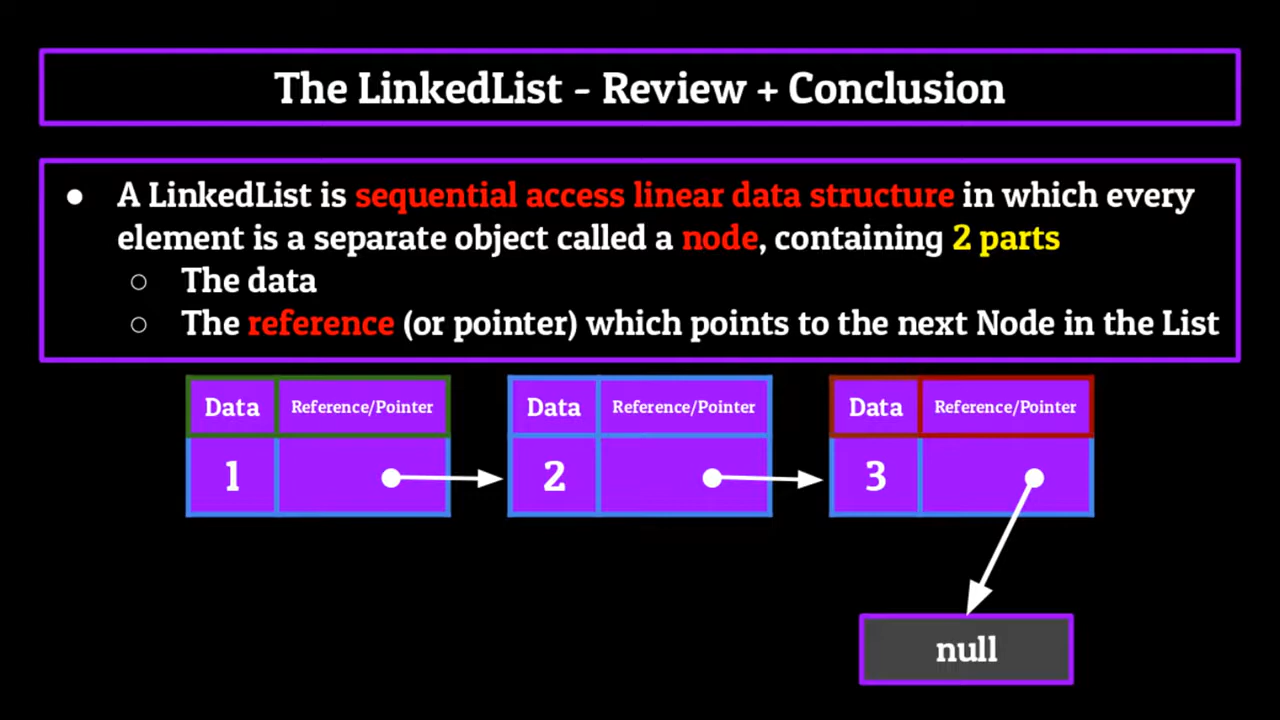 The LinkedList - Review + Conclusion
● A LinkedList is sequential access linear data structure in which every
element is a separate object called a node, containing 2 parts
○ The data
○ The reference (or pointer) which points to the next Node in the List
Data Reference/Pointer Data Reference/Pointer Data Reference/Pointer
1 2 3
null